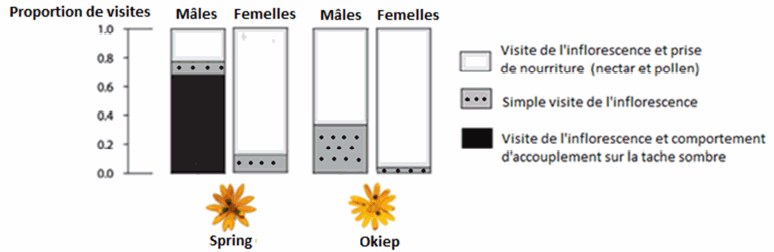 Proportion de visites
Mâles Femelles Mâles Femelles
1.0
0.8
0.6
0.4
0.2
0.0
Visite de l'inflorescence et prise
de nourriture (nectar et pollen)
Simple visite de l'inflorescence
Visite de l'inflorescence et comportement
d'accouplement sur la tache sombre
Spring Okiep